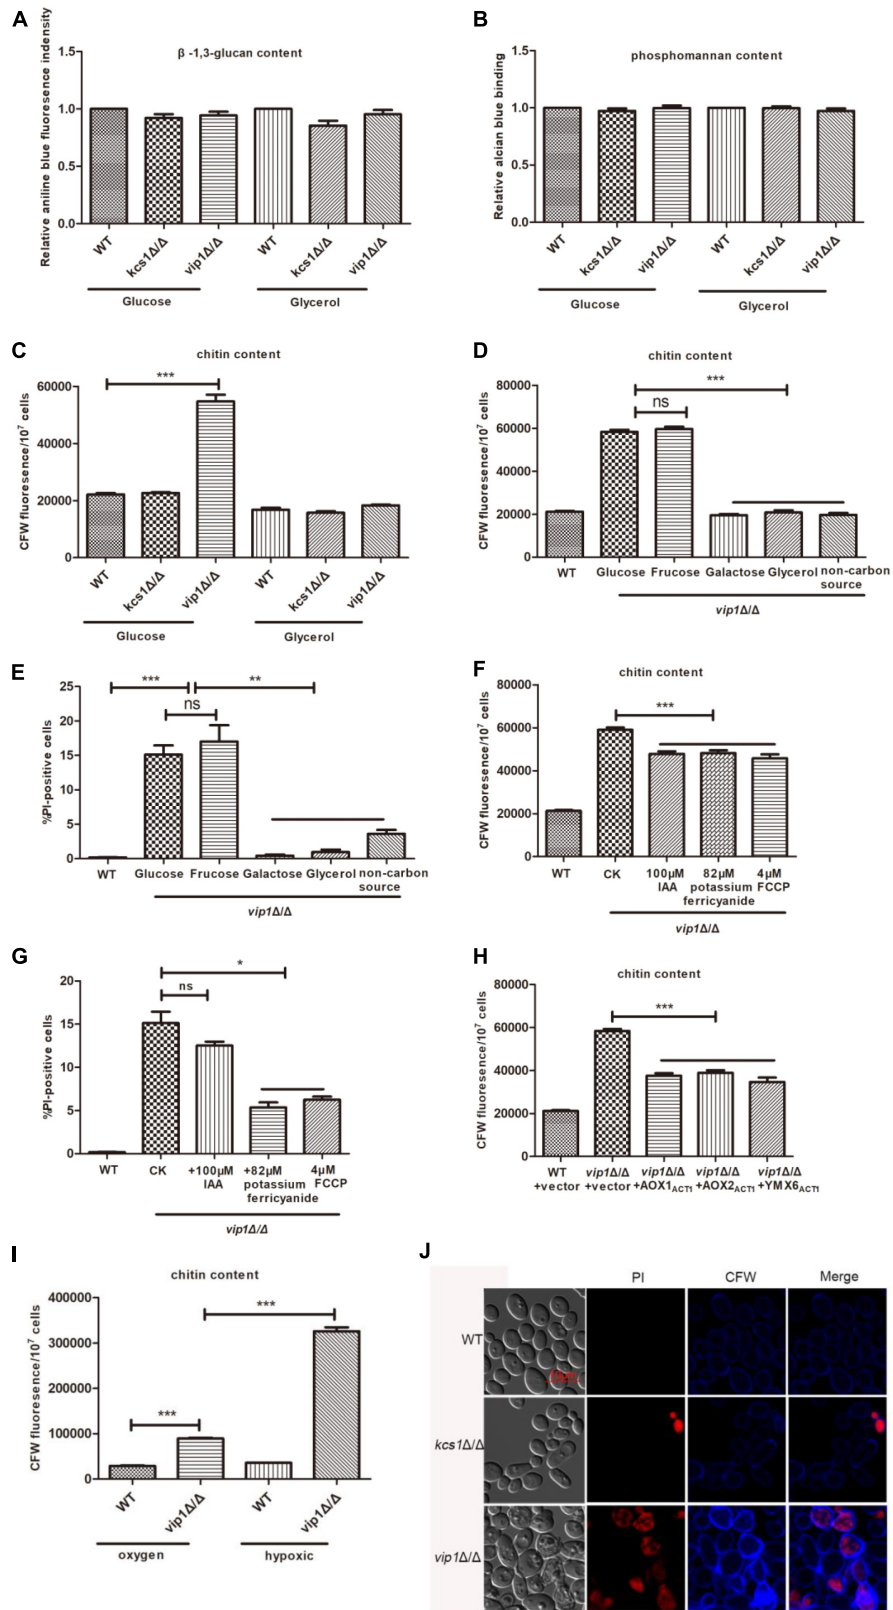 A
β -1,3-glucan content
Relative aniline blue fluorescence indensity
1.5
1.0
0.5
0.0
WT
kcs1Δ/Δ
vip1Δ/Δ
WT
kcs1Δ/Δ
vip1Δ/Δ
Glucose
Glycerol
B
phosphomannan content
Relative alcian blue binding
1.5
1.0
0.5
0.0
WT
kcs1Δ/Δ
vip1Δ/Δ
WT
kcs1Δ/Δ
vip1Δ/Δ
Glucose
Glycerol
C
chitin content
CFW fluoresence/10⁷ cells
60000
40000
20000
0
***
WT
kcs1Δ/Δ
vip1Δ/Δ
WT
kcs1Δ/Δ
vip1Δ/Δ
Glucose
Glycerol
D
chitin content
CFW fluoresence/10⁷ cells
80000
60000
40000
20000
0
***
ns
WT
Glucose
Frucose
Galactose
Glycerol
non-carbon
source
vip1Δ/Δ
E
%PI-positive cells
25
20
15
10
5
0
***
**
ns
WT
Glucose
Frucose
Galactose
Glycerol
non-carbon
source
vip1Δ/Δ
F
chitin content
CFW fluoresence/10⁷ cells
80000
60000
40000
20000
0
***
WT
CK
100μM
IAA
82μM
potassium
ferricyanide
4μM
FCCP
vip1Δ/Δ
G
%PI-positive cells
20
15
10
5
0
*
ns
WT
CK
+100μM
IAA
+82μM
potassium
ferricyanide
4μM
FCCP
vip1Δ/Δ
H
chitin content
CFW fluoresence/10⁷ cells
80000
60000
40000
20000
0
***
WT
+vector
vip1Δ/Δ
+vector
vip1Δ/Δ
+AOX1ACT1
vip1Δ/Δ
+AOX2ACT1
vip1Δ/Δ
+YMX6ACT1
I
chitin content
CFW fluoresence/10⁷ cells
400000
300000
200000
100000
0
***
***
WT
vip1Δ/Δ
WT
vip1Δ/Δ
oxygen
hypoxic
J
PI
CFW
Merge
WT
kcs1Δ/Δ
vip1Δ/Δ